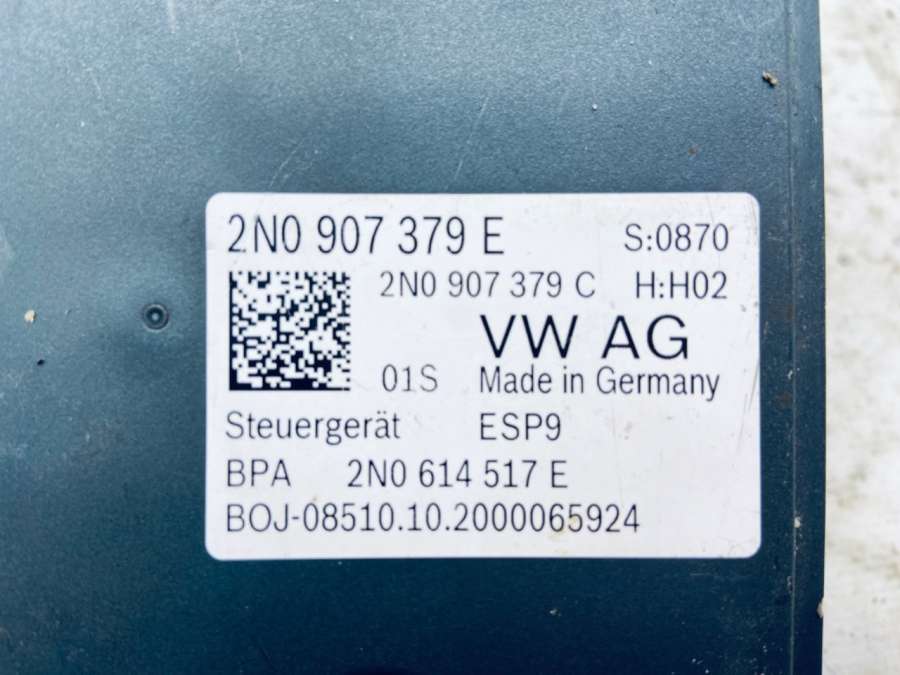 2N0 907 379 E S:0870
2N0 907 379 C H:H02
VW AG
01S Made in Germany
Steuergerät ESP9
BPA 2N0 614 517 E
BOJ-08510.10.2000065924